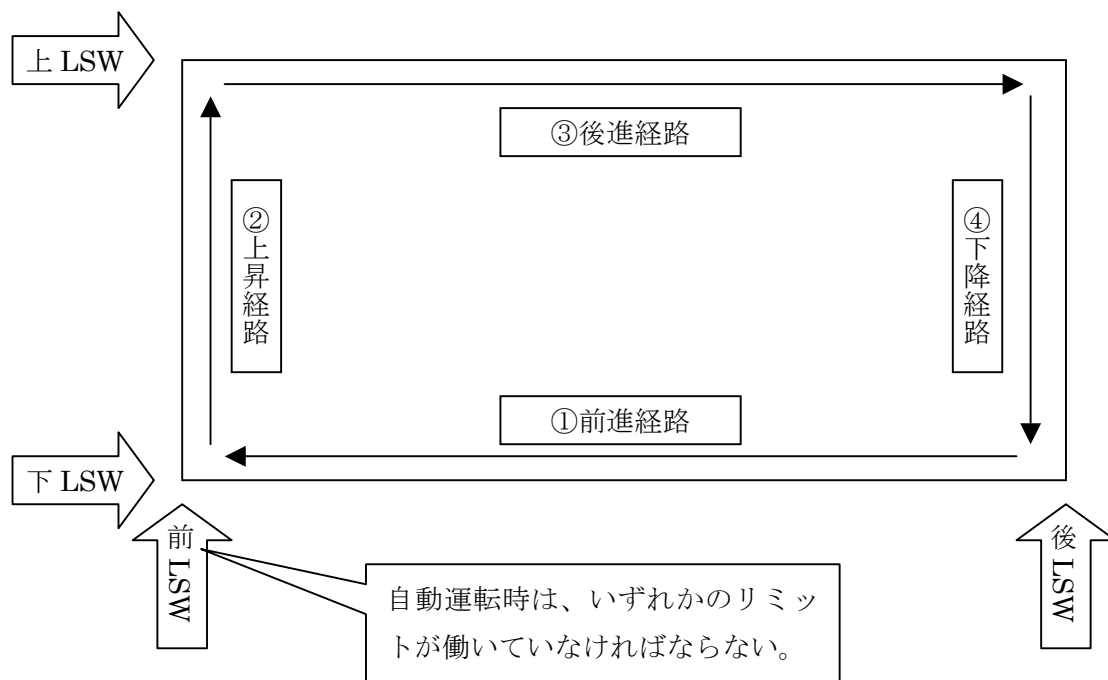 上 LSW
③後進経路
②上昇経路
④下降経路
①前進経路
下 LSW
前 LSW
後 LSW
自動運転時は、いずれかのリミッ
トが働いていなければならない。